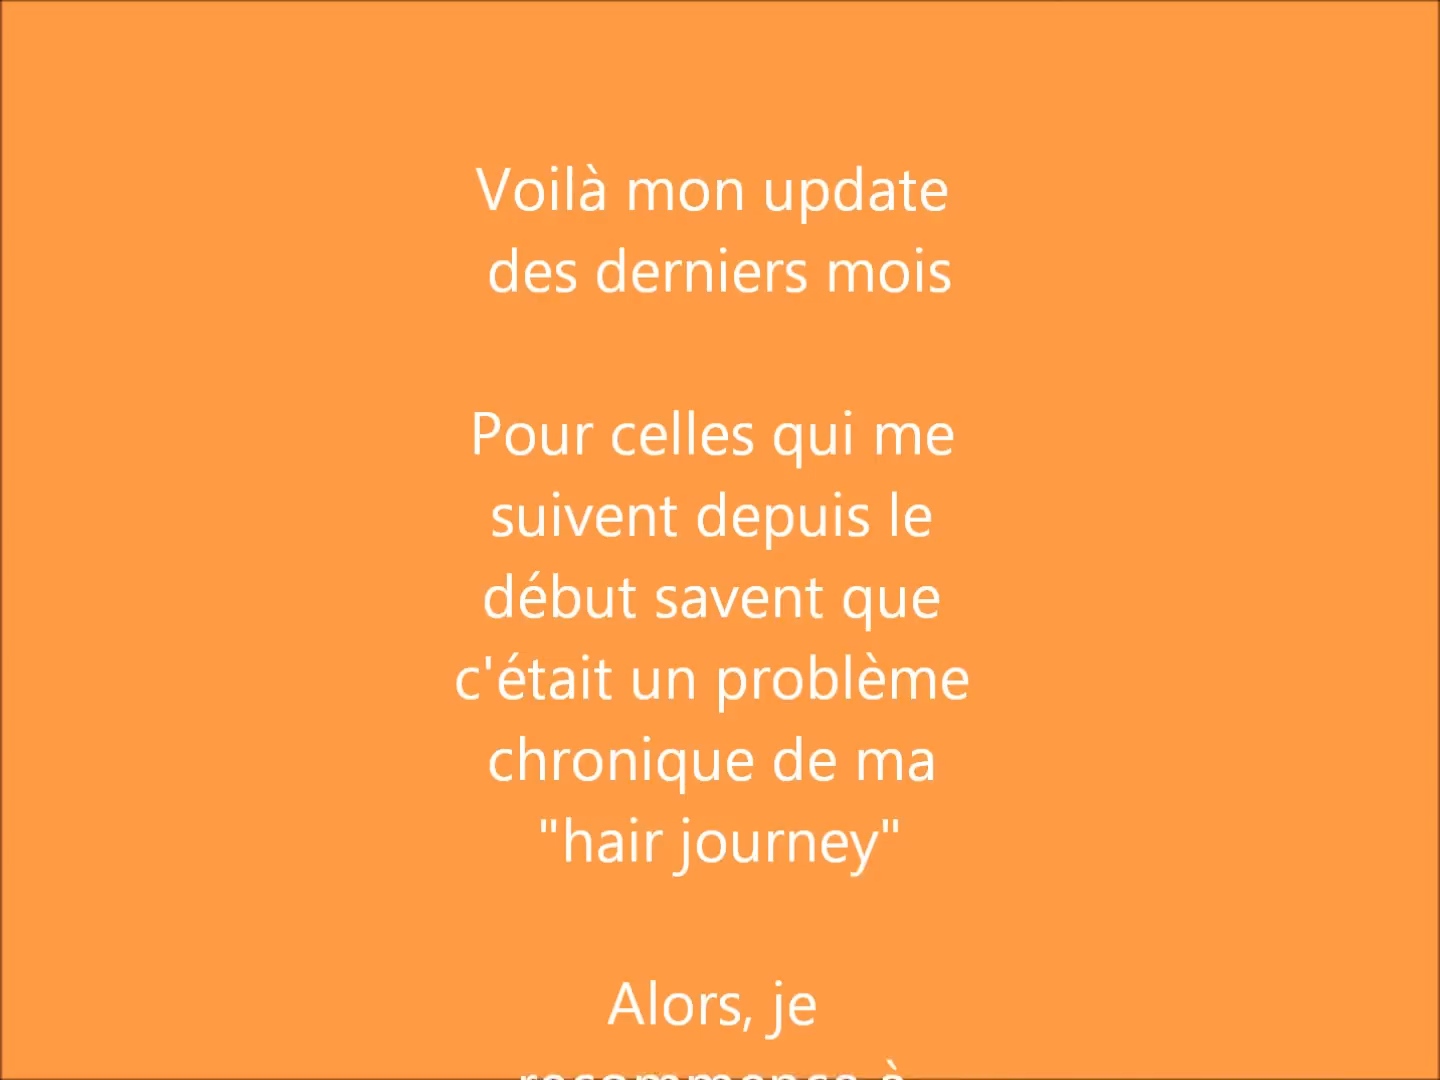 Voilà mon update
des derniers mois
Pour celles qui me
suivent depuis le
début savent que
c'était un problème
chronique de ma
"hair journey"
Alors, je
recommence à